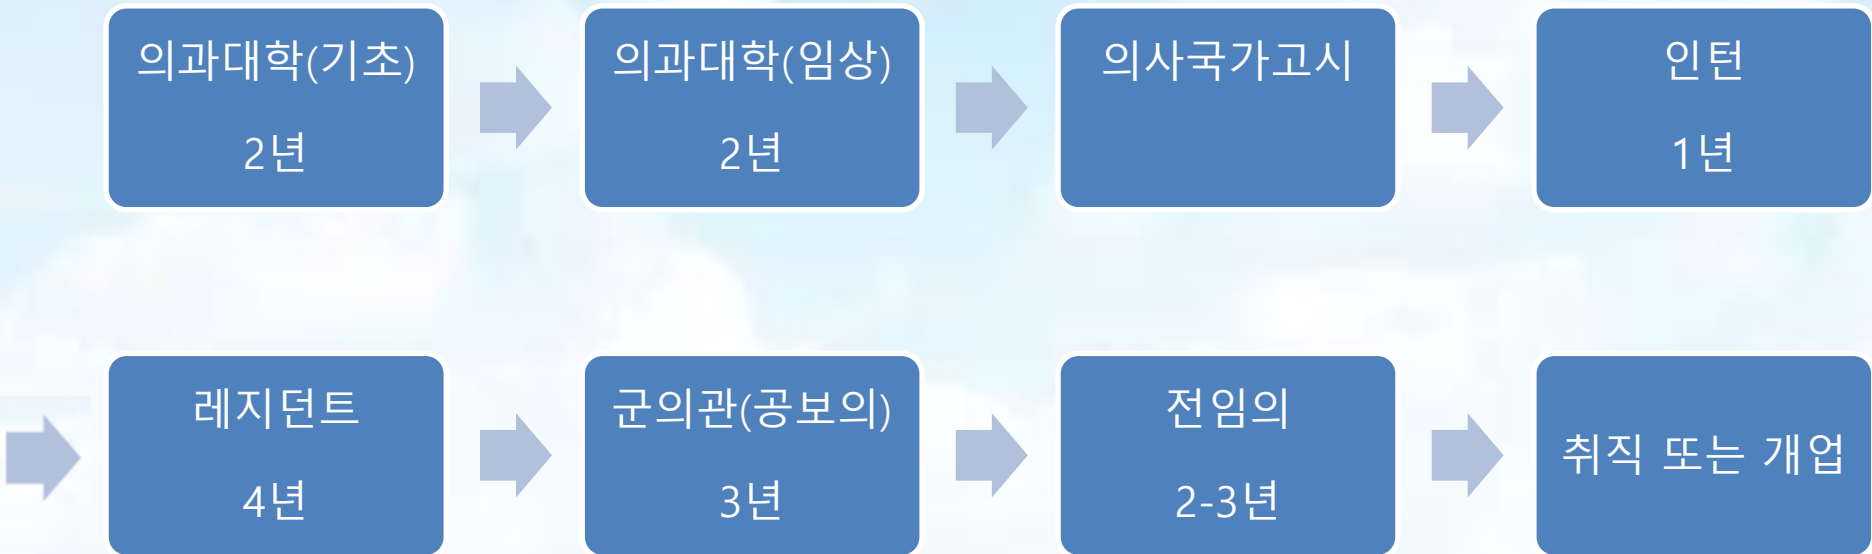 의과대학(기초)
2년
의과대학(임상)
2년
의사국가고시
인턴
1년
레지던트
4년
군의관(공보의)
3년
전임의
2-3년
취직 또는 개업